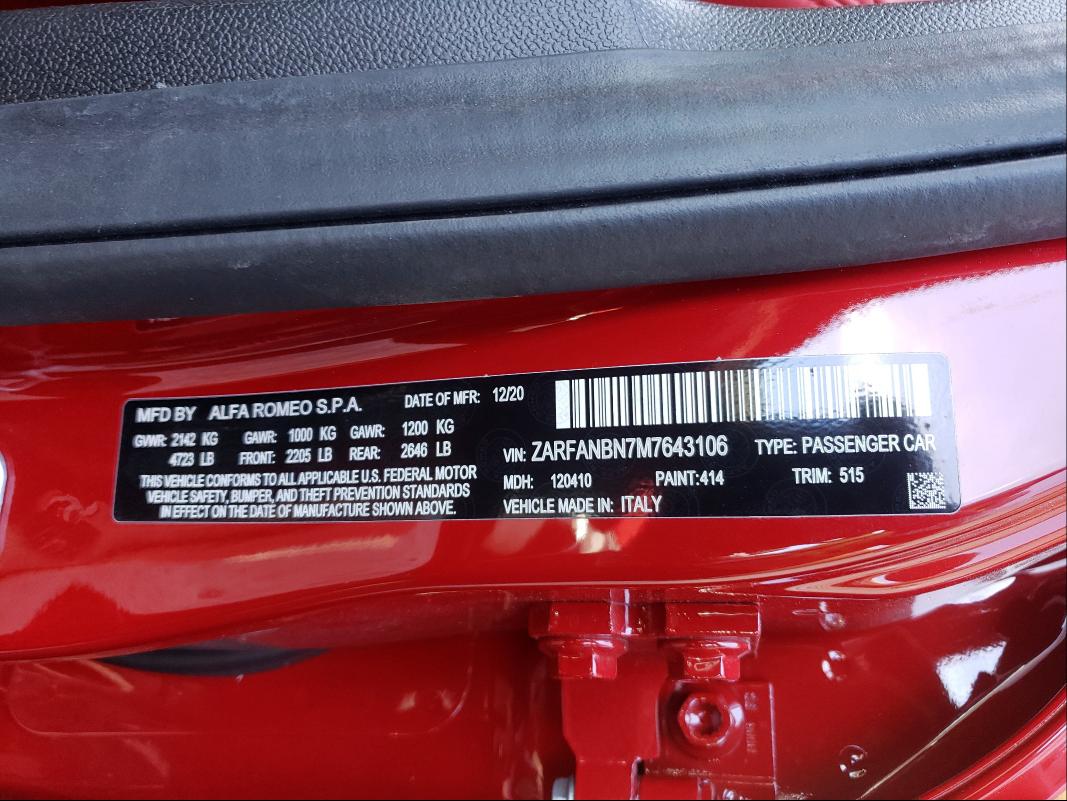 MFD BY ALFA ROMEO S.P.A. DATE OF MFR: 12/20
GVWR: 2142 KG GAWR: 1000 KG GAWR: 1200 KG
4723 LB FRONT: 2205 LB REAR: 2646 LB
THIS VEHICLE CONFORMS TO ALL APPLICABLE U.S. FEDERAL MOTOR
VEHICLE SAFETY, BUMPER, AND THEFT PREVENTION STANDARDS
IN EFFECT ON THE DATE OF MANUFACTURE SHOWN ABOVE.
VIN: ZARFANBN7M7643106 TYPE: PASSENGER CAR
MDH: 120410 PAINT:414 TRIM: 515
VEHICLE MADE IN: ITALY